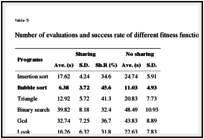 Table 5
Number of evaluations and success rate of different fitness functio
Sharing No sharing
Programs Ave. (s) S.D. Sh.R (%) Ave. (s) S.D.
Insertion sort 17.62 4.24 34.6 24.74 5.91
Bubble sort 6.38 3.72 45.6 11.03 4.93
Triangle 12.92 5.72 41.3 20.83 7.73
Binary search 39.82 8.18 32.4 48.49 10.93
Gcd 32.74 7.25 36.7 43.83 8.89
Look 16.26 6.32 31.8 22.63 7.83